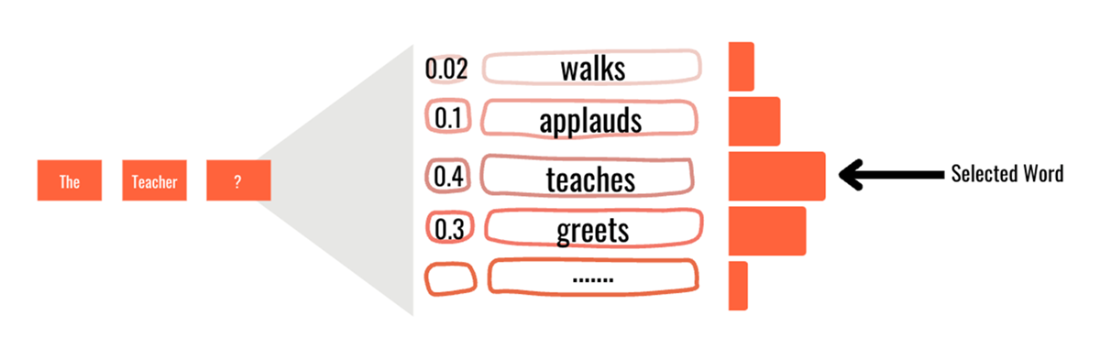 The
Teacher
?
0.02 walks
0.1 applauds
0.4 teaches
0.3 greets
.......
Selected Word